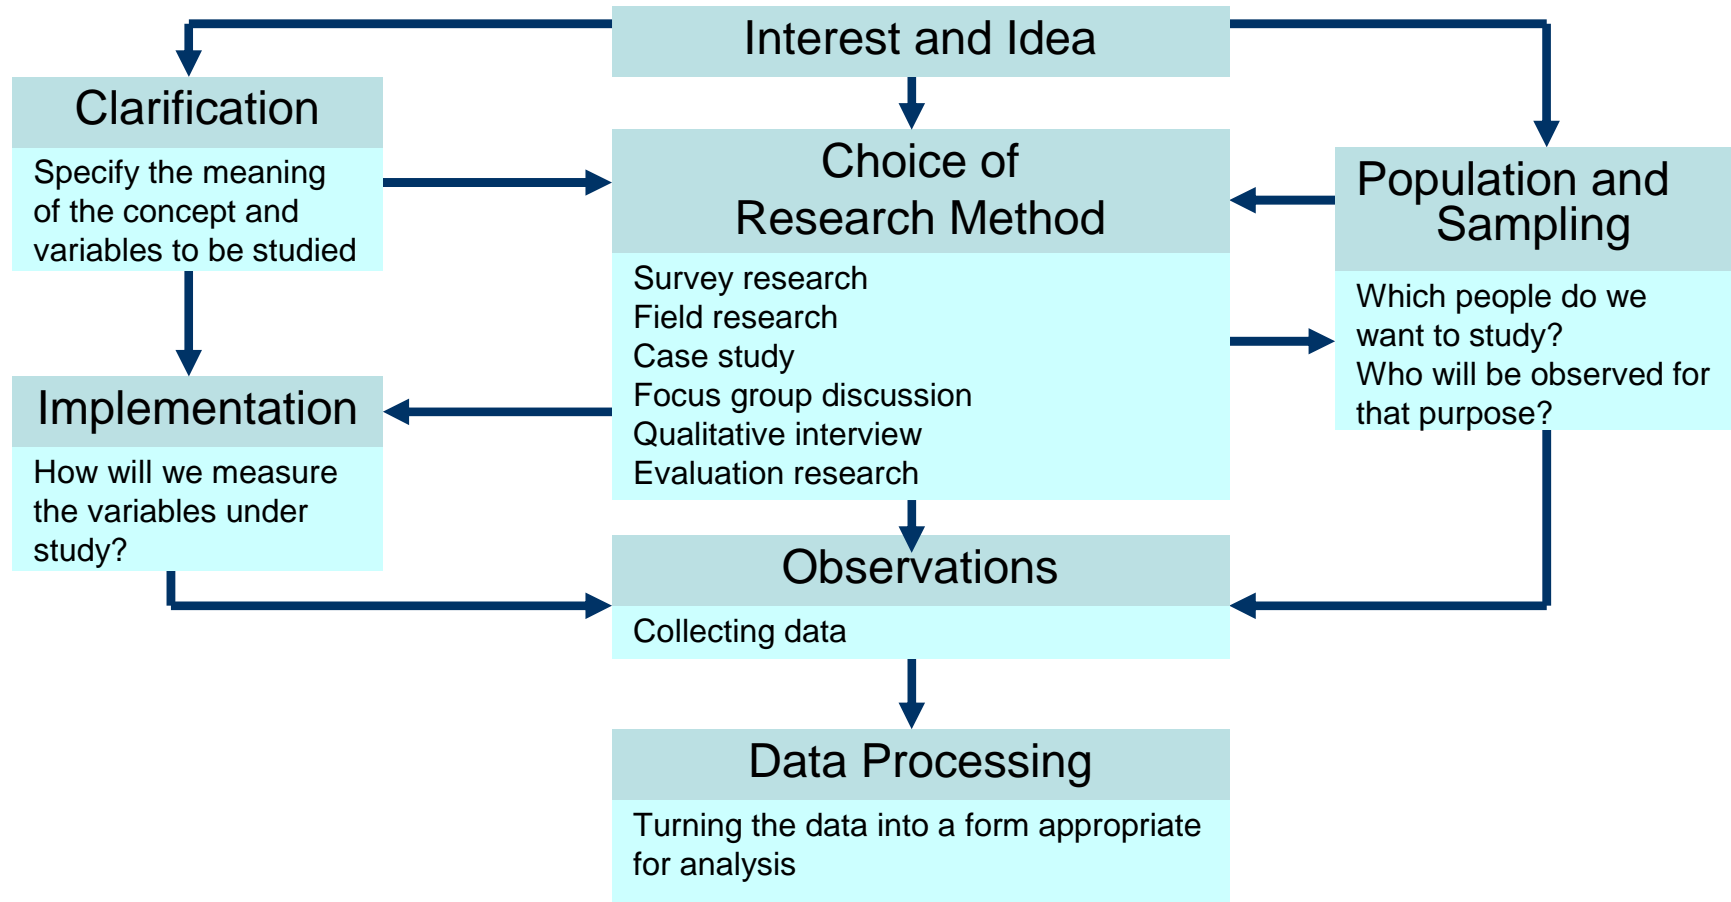 Interest and Idea
Clarification
Specify the meaning
of the concept and
variables to be studied
Choice of
Research Method
Survey research
Field research
Case study
Focus group discussion
Qualitative interview
Evaluation research
Population and
Sampling
Which people do we
want to study?
Who will be observed for
that purpose?
Implementation
How will we measure
the variables under
study?
Observations
Collecting data
Data Processing
Turning the data into a form appropriate
for analysis